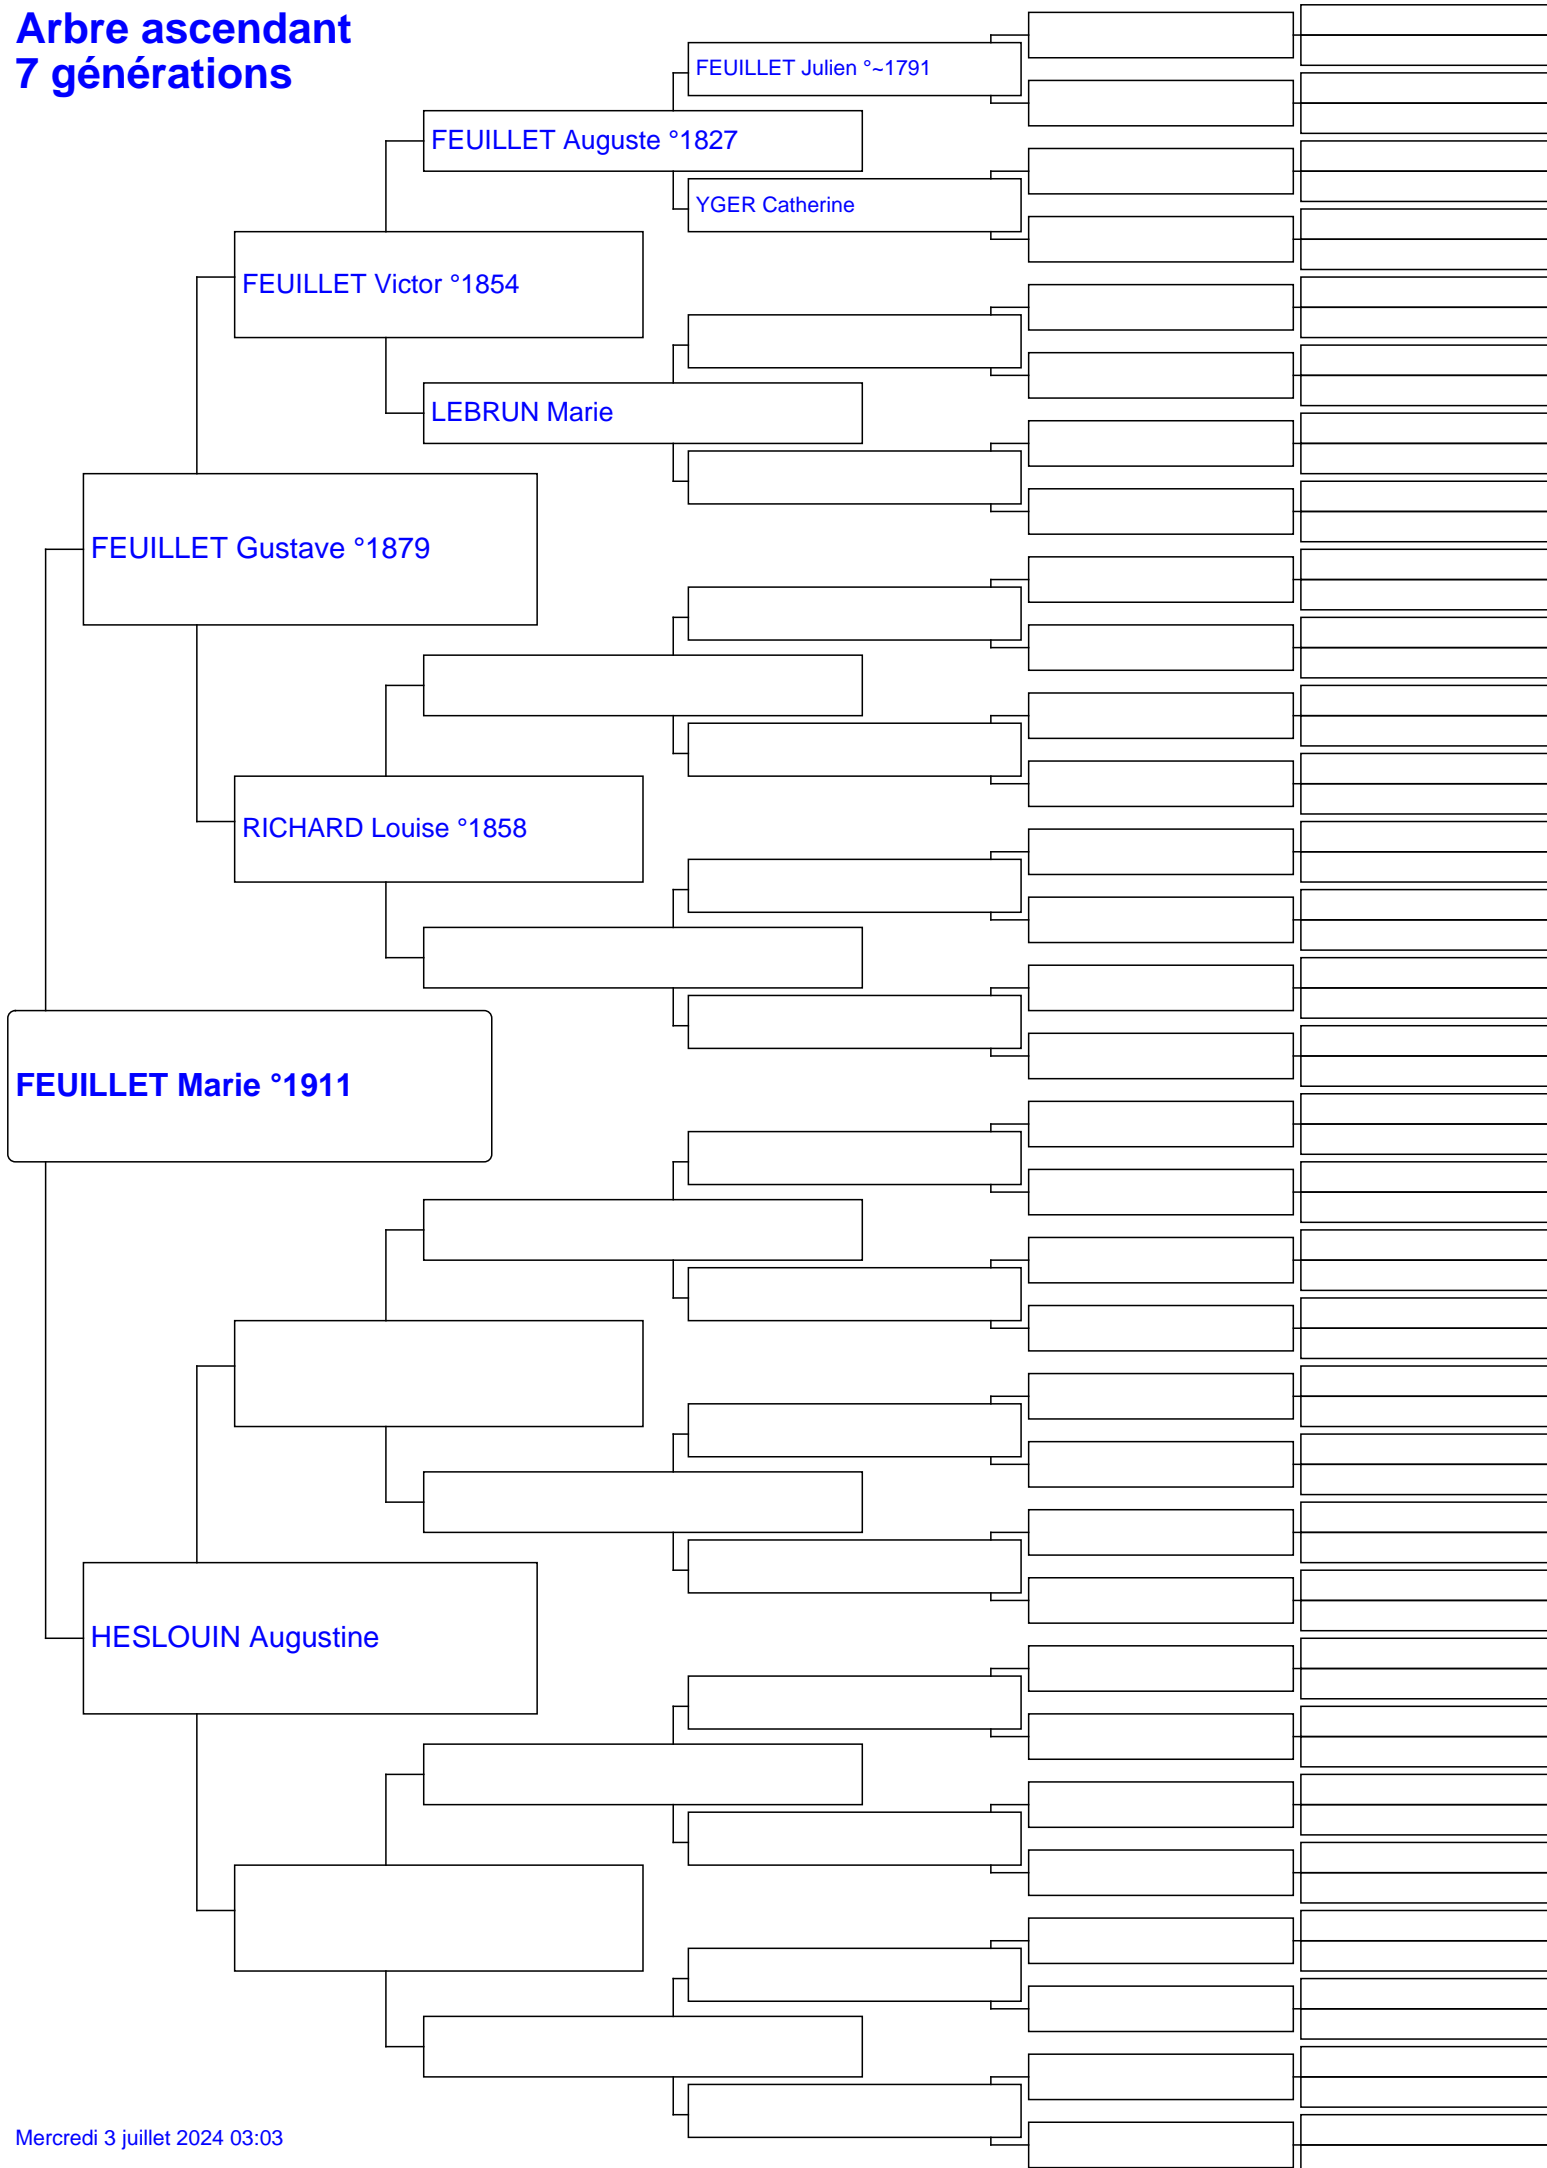 Arbre ascendant
7 générations
FEUILLET Julien °~1791
FEUILLET Auguste °1827
YGER Catherine
FEUILLET Victor °1854
LEBRUN Marie
FEUILLET Gustave °1879
RICHARD Louise °1858
FEUILLET Marie °1911
HESLOUIN Augustine
Mercredi 3 juillet 2024 03:03